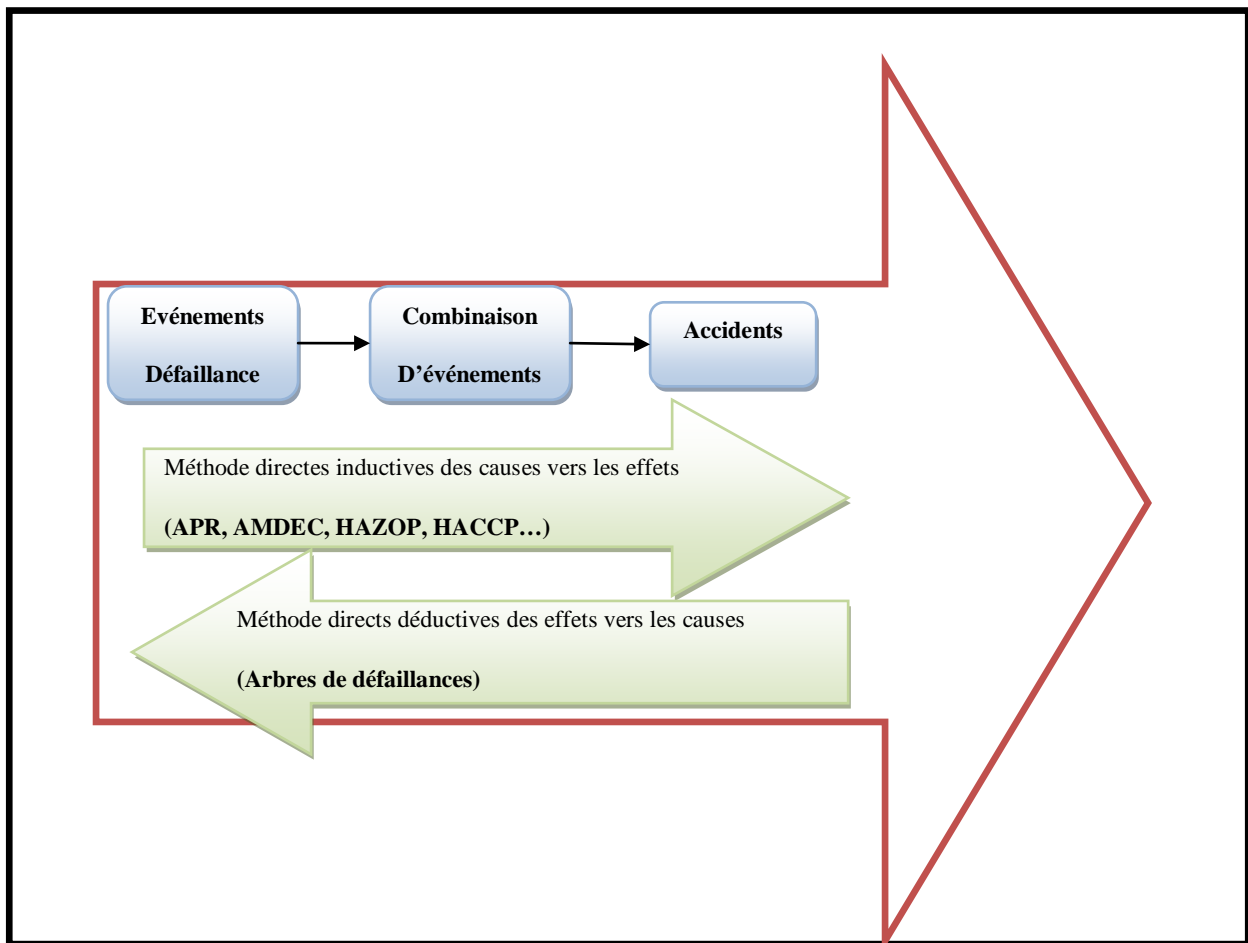 Evénements
Défaillance
Combinaison
D'événements
Accidents
Méthode directes inductives des causes vers les effets
(APR, AMDEC, HAZOP, HACCP…)
Méthode directs déductives des effets vers les causes
(Arbres de défaillances)